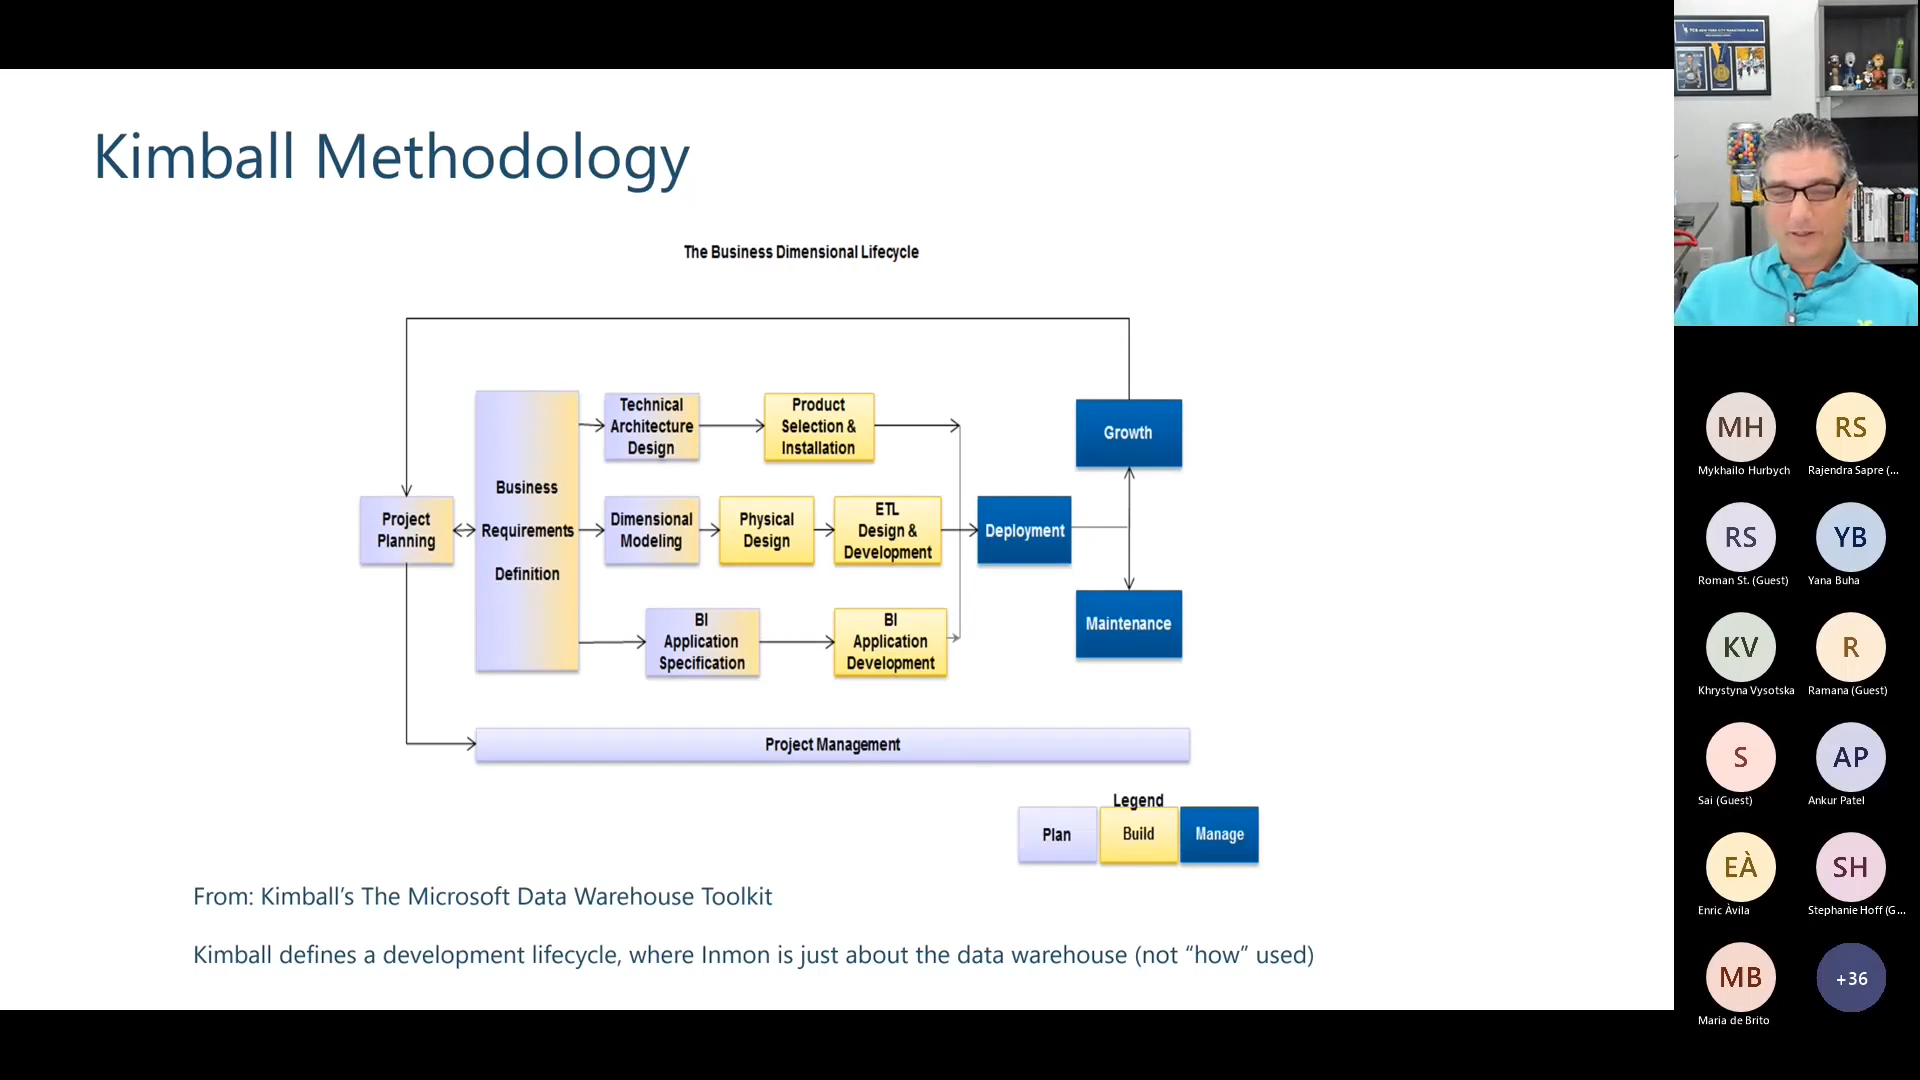 Kimball Methodology
The Business Dimensional Lifecycle
Technical
Architecture
Design
Product
Selection &
Installation
Growth
Business
Requirements
Definition
Project
Planning
Dimensional
Modeling
Physical
Design
ETL
Design &
Development
Deployment
BI
Application
Specification
BI
Application
Development
Maintenance
Project Management
Legend
Plan
Build
Manage
From: Kimball’s The Microsoft Data Warehouse Toolkit
Kimball defines a development lifecycle, where Inmon is just about the data warehouse (not “how” used)
MH
Mykhailo Hurbych
RS
Rajendra Sapre (...
RS
Roman St. (Guest)
YB
Yana Buha
KV
Khrystyna Vysotska
R
Ramana (Guest)
S
Sai (Guest)
AP
Ankur Patel
EÀ
Enric Àvila
SH
Stephanie Hoff (G...
MB
Maria de Brito
+36